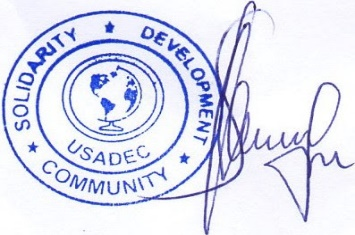 SOLIDARITY ★ DEVELOPMENT ★ COMMUNITY ★
USADEC